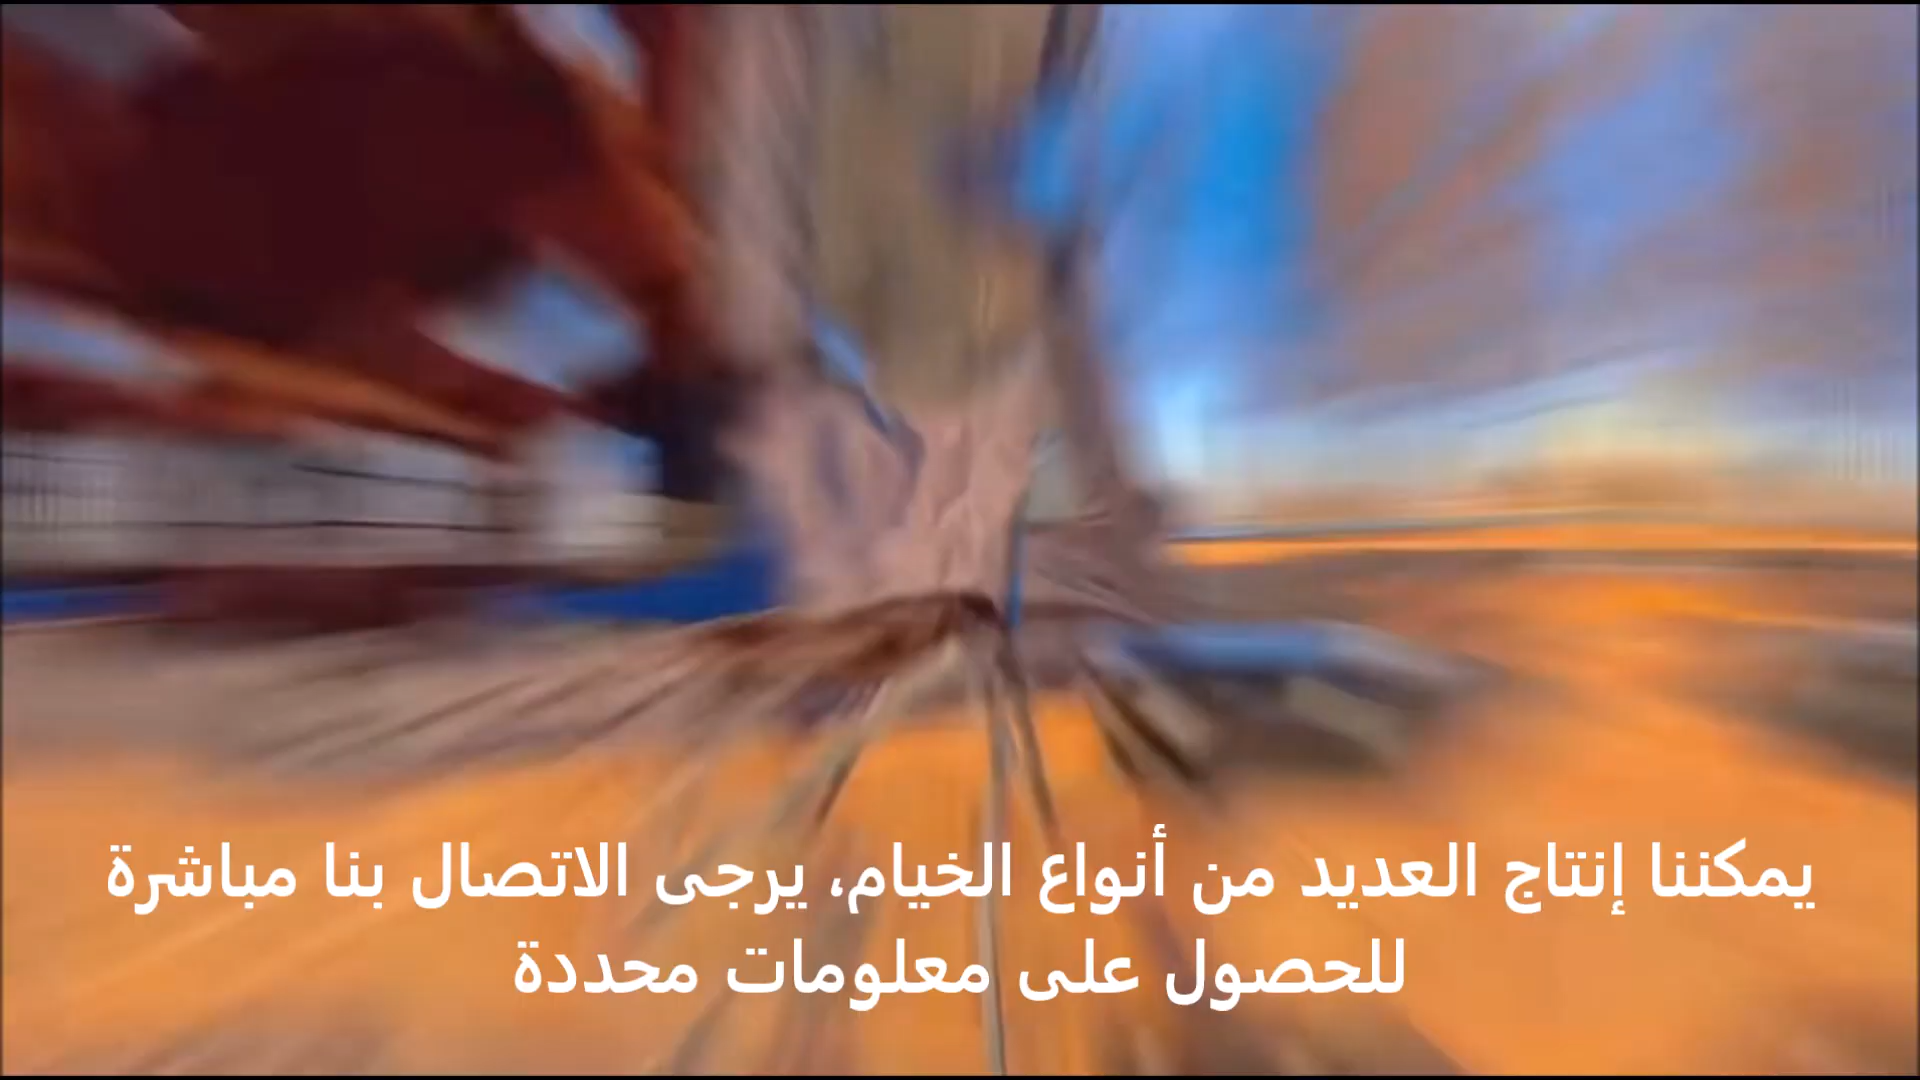 يمكننا إنتاج العديد من أنواع الخيام، يرجى الاتصال بنا مباشرة
للحصول على معلومات محددة